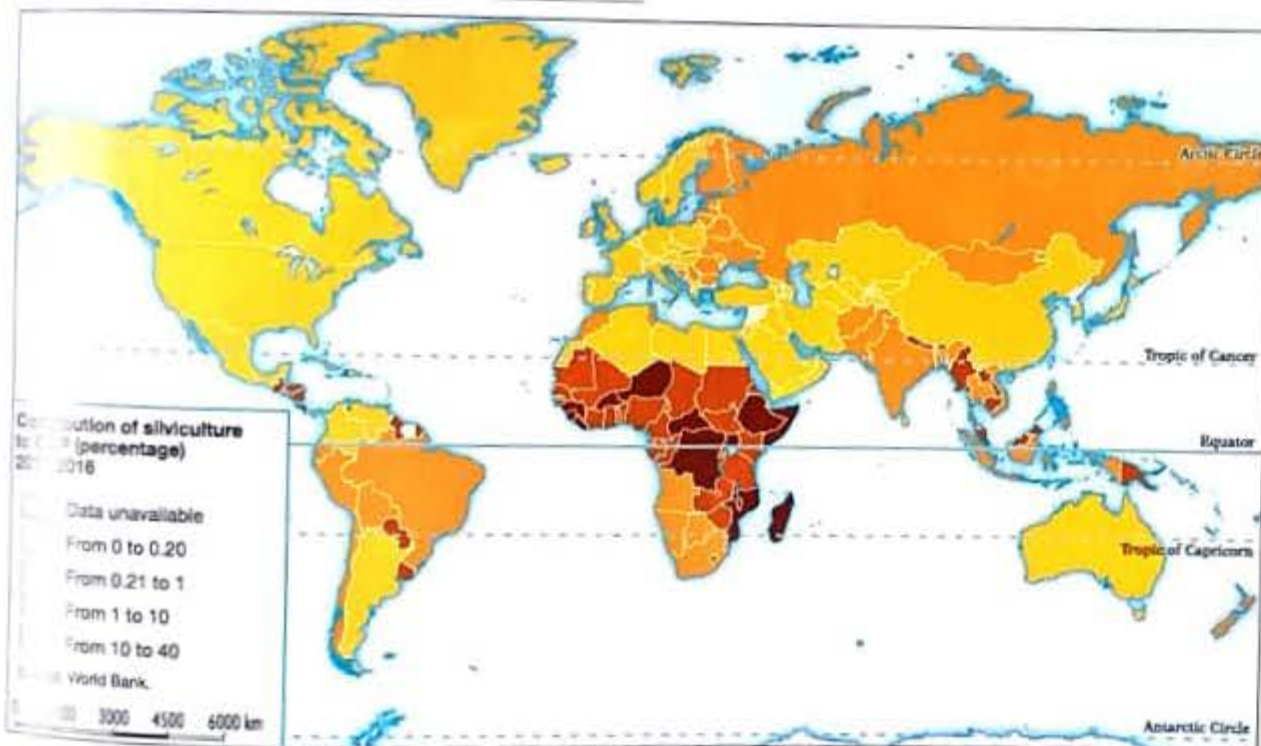 Arctic Circle
Tropic of Cancer
Equator
Tropic of Capricorn
Antarctic Circle
of silviculture
(percentage)
2016
Data unavailable
From 0 to 0.20
From 0.21 to 1
From 1 to 10
From 10 to 40
World Bank.
3000 4500 6000 km